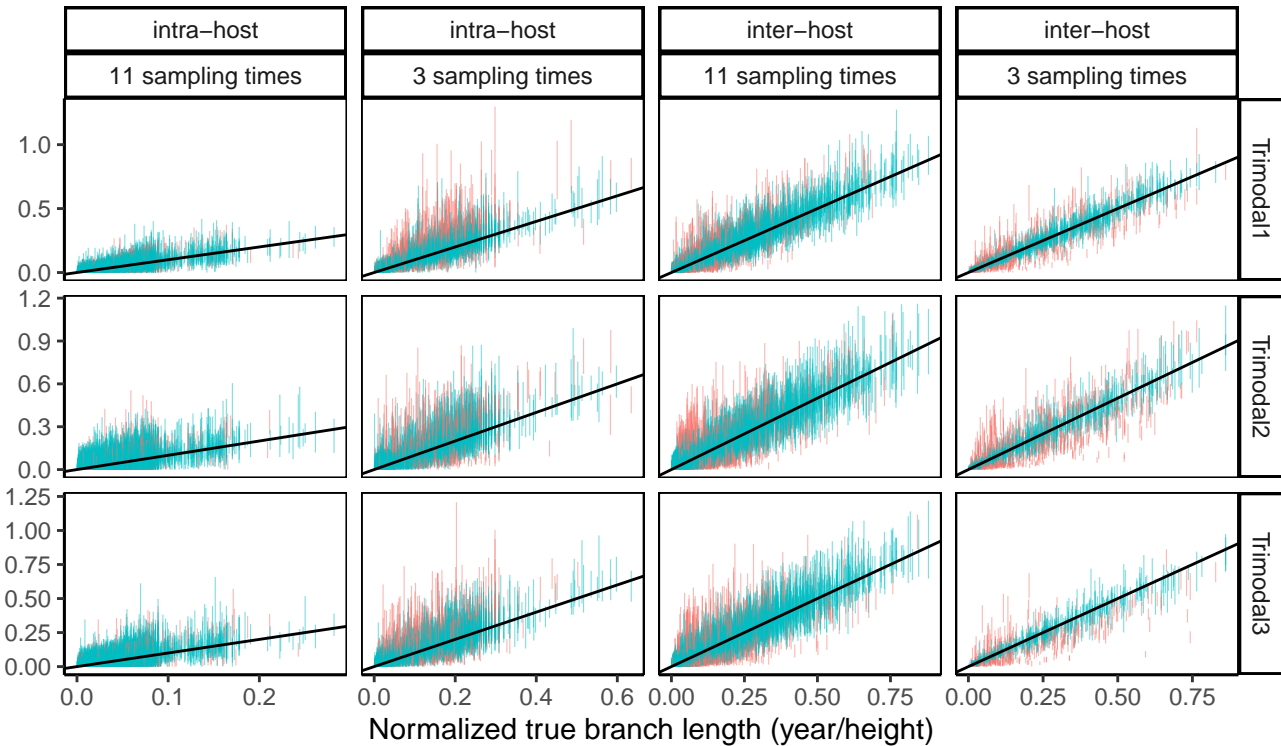 intra−host intra−host inter−host inter−host
11 sampling times 3 sampling times 11 sampling times 3 sampling times
1.0
0.5
0.0
Trimodal1
1.2
0.9
0.6
0.3
0.0
Trimodal2
1.25
1.00
0.75
0.50
0.25
0.00
Trimodal3
0.0 0.1 0.2 0.0 0.2 0.4 0.6 0.00 0.25 0.50 0.75 0.00 0.25 0.50 0.75
Normalized true branch length (year/height)